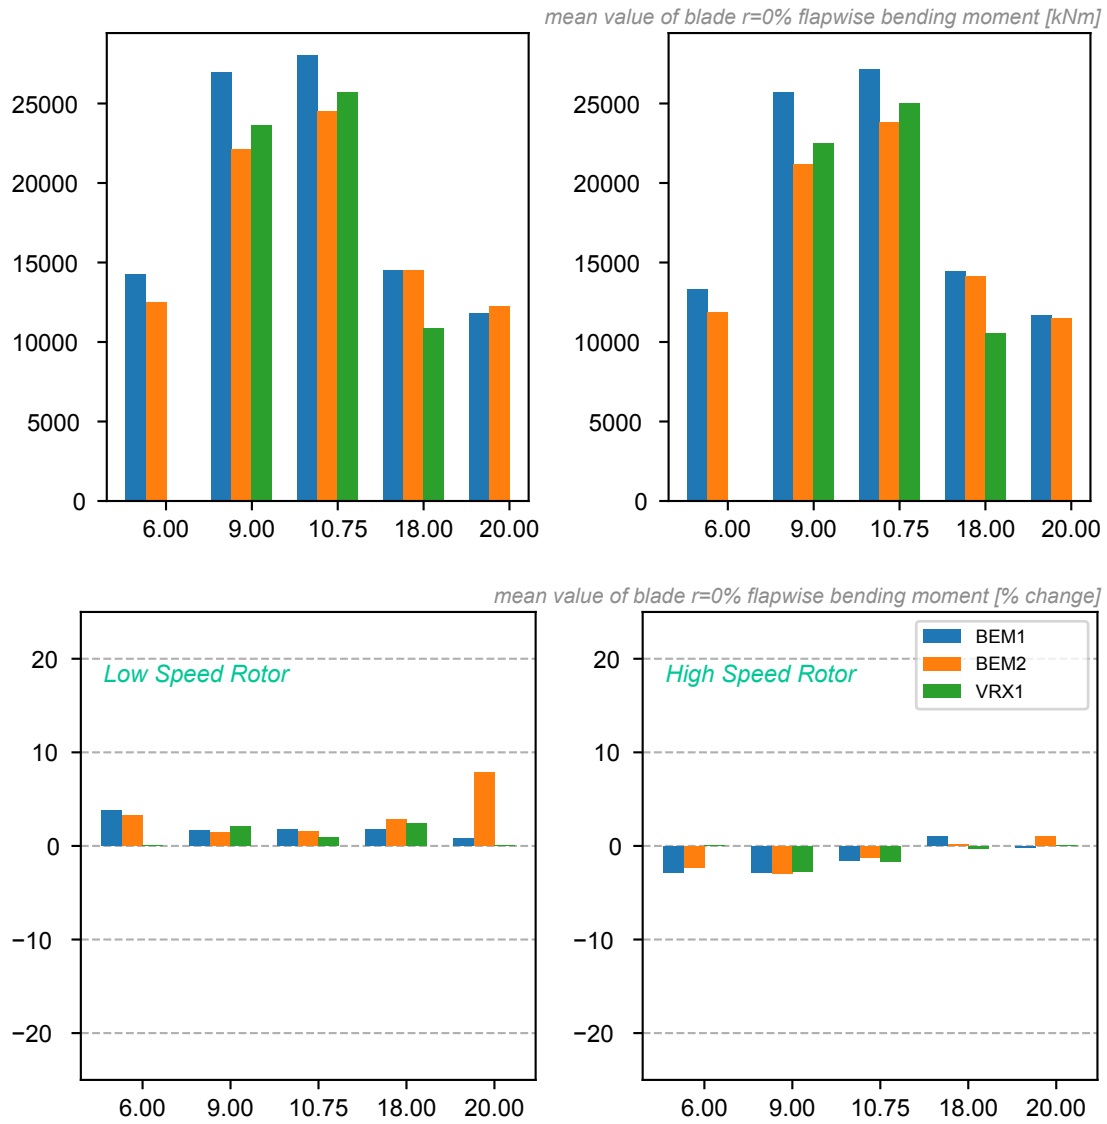 mean value of blade r=0% flapwise bending moment [kNm]
25000
20000
15000
10000
5000
0
6.00 9.00 10.75 18.00 20.00
25000
20000
15000
10000
5000
0
6.00 9.00 10.75 18.00 20.00
mean value of blade r=0% flapwise bending moment [% change]
20
10
0
−10
−20
Low Speed Rotor
6.00 9.00 10.75 18.00 20.00
20
10
0
−10
−20
High Speed Rotor
BEM1
BEM2
VRX1
6.00 9.00 10.75 18.00 20.00